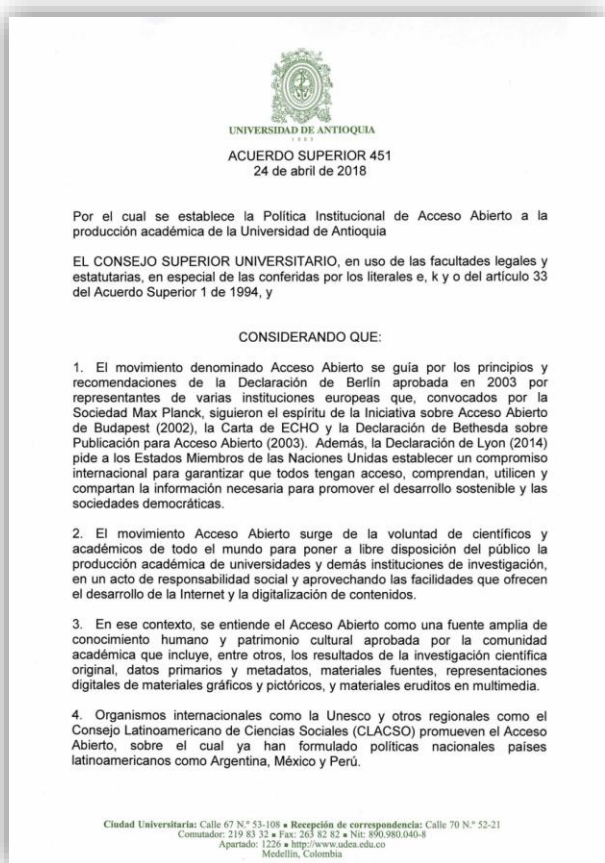 UNIVERSIDAD DE ANTIOQUIA
1803
ACUERDO SUPERIOR 451
24 de abril de 2018
Por el cual se establece la Política Institucional de Acceso Abierto a la
producción académica de la Universidad de Antioquia
EL CONSEJO SUPERIOR UNIVERSITARIO, en uso de las facultades legales y
estatutarias, en especial de las conferidas por los literales e, k y o del artículo 33
del Acuerdo Superior 1 de 1994, y
CONSIDERANDO QUE:
1. El movimiento denominado Acceso Abierto se guía por los principios y
recomendaciones de la Declaración de Berlín aprobada en 2003 por
representantes de varias instituciones europeas que, convocados por la
Sociedad Max Planck, siguieron el espíritu de la Iniciativa sobre Acceso Abierto
de Budapest (2002), la Carta de ECHO y la Declaración de Bethesda sobre
Publicación para Acceso Abierto (2003). Además, la Declaración de Lyon (2014)
pide a los Estados Miembros de las Naciones Unidas establecer un compromiso
internacional para garantizar que todos tengan acceso, comprendan, utilicen y
compartan la información necesaria para promover el desarrollo sostenible y las
sociedades democráticas.
2. El movimiento Acceso Abierto surge de la voluntad de científicos y
académicos de todo el mundo para poner a libre disposición del público la
producción académica de universidades y demás instituciones de investigación,
en un acto de responsabilidad social y aprovechando las facilidades que ofrecen
el desarrollo de la Internet y la digitalización de contenidos.
3. En ese contexto, se entiende el Acceso Abierto como una fuente amplia de
conocimiento humano y patrimonio cultural aprobada por la comunidad
académica que incluye, entre otros, los resultados de la investigación científica
original, datos primarios y metadatos, materiales fuentes, representaciones
digitales de materiales gráficos y pictóricos, y materiales eruditos en multimedia.
4. Organismos internacionales como la Unesco y otros regionales como el
Consejo Latinoamericano de Ciencias Sociales (CLACSO) promueven el Acceso
Abierto, sobre el cual ya han formulado políticas nacionales países
latinoamericanos como Argentina, México y Perú.
Ciudad Universitaria: Calle 67 N.° 53-108 ▪ Recepción de correspondencia: Calle 70 N.° 52-21
Conmutador: 219 83 32 ▪ Fax: 263 82 82 ▪ Nit: 890.980.040-8
Apartado: 1226 ▪ http://www.udea.edu.co
Medellín, Colombia